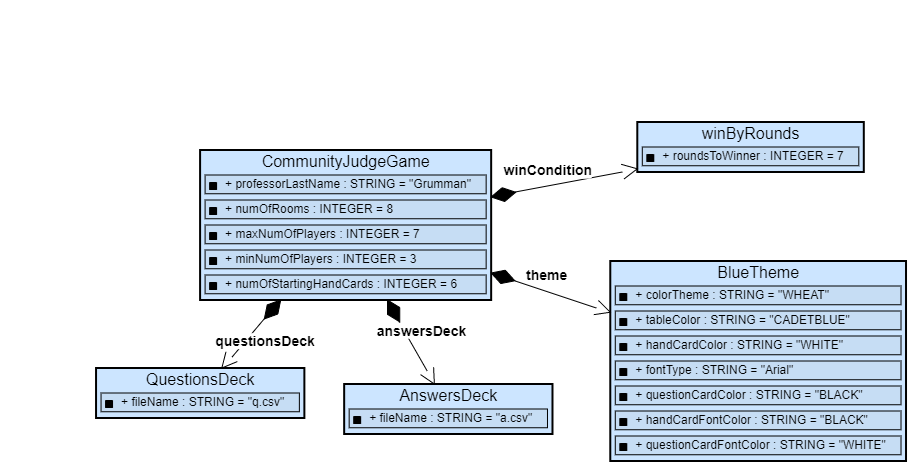 winByRounds
+ roundsToWinner : INTEGER = 7
CommunityJudgeGame
+ professorLastName : STRING = "Grumman"
+ numOfRooms : INTEGER = 8
+ maxNumOfPlayers : INTEGER = 7
+ minNumOfPlayers : INTEGER = 3
+ numOfStartingHandCards : INTEGER = 6
winCondition
theme
BlueTheme
+ colorTheme : STRING = "WHEAT"
+ tableColor : STRING = "CADETBLUE"
+ handCardColor : STRING = "WHITE"
+ fontType : STRING = "Arial"
+ questionCardColor : STRING = "BLACK"
+ handCardFontColor : STRING = "BLACK"
+ questionCardFontColor : STRING = "WHITE"
questionsDeck
answersDeck
QuestionsDeck
+ fileName : STRING = "q.csv"
AnswersDeck
+ fileName : STRING = "a.csv"